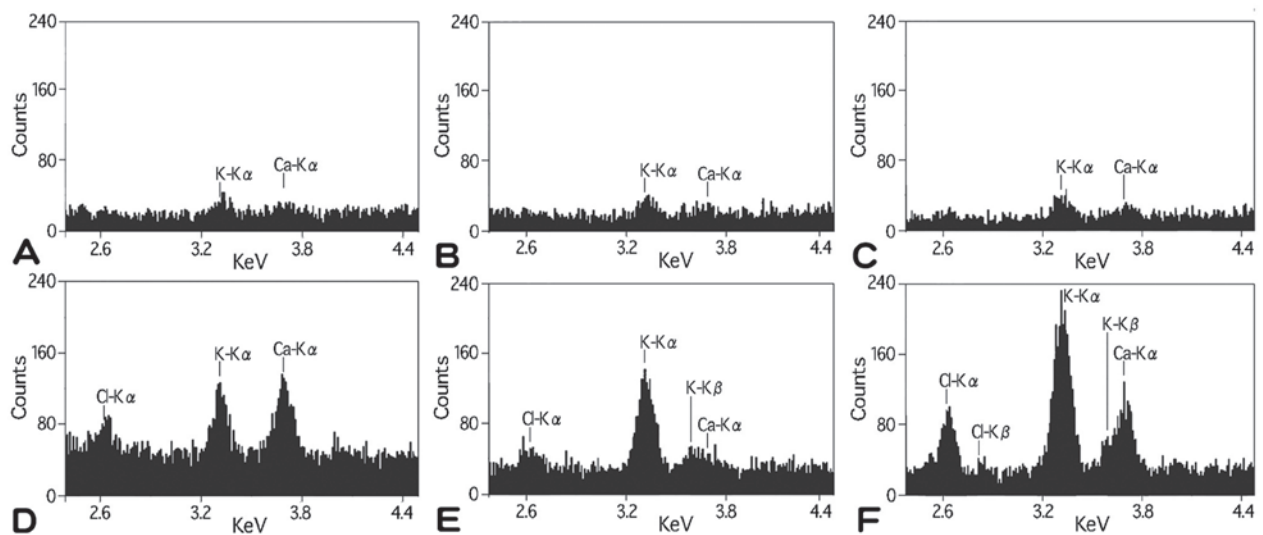 240
160
80
0
Counts
K-Kα
Ca-Kα
2.6
3.2
3.8
4.4
KeV
A
240
160
80
0
Counts
K-Kα
Ca-Kα
2.6
3.2
3.8
4.4
KeV
B
240
160
80
0
Counts
K-Kα
Ca-Kα
2.6
3.2
3.8
4.4
KeV
C
240
160
80
0
Counts
Cl-Kα
K-Kα
Ca-Kα
2.6
3.2
3.8
4.4
KeV
D
240
160
80
0
Counts
Cl-Kα
K-Kα
K-Kβ
Ca-Kα
2.6
3.2
3.8
4.4
KeV
E
240
160
80
0
Counts
Cl-Kα
Cl-Kβ
K-Kα
K-Kβ
Ca-Kα
2.6
3.2
3.8
4.4
KeV
F